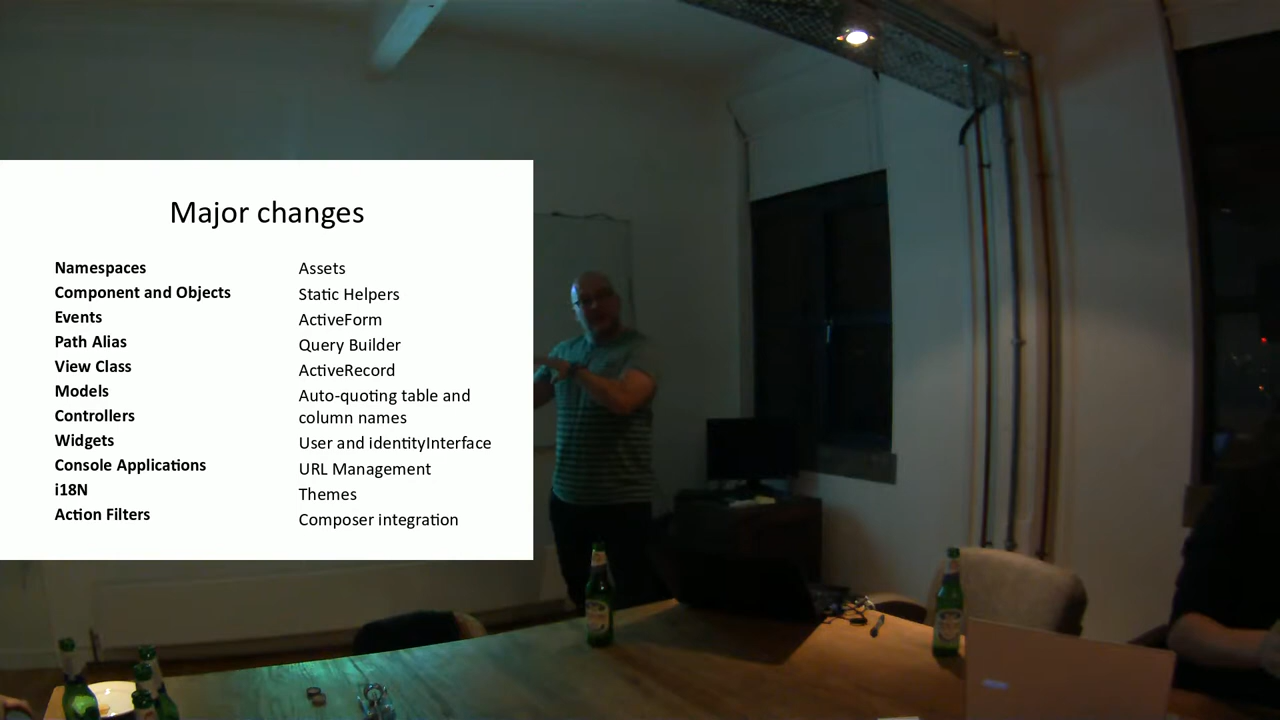 Major changes
Namespaces
Component and Objects
Events
Path Alias
View Class
Models
Controllers
Widgets
Console Applications
i18N
Action Filters
Assets
Static Helpers
ActiveForm
Query Builder
ActiveRecord
Auto-quoting table and
column names
User and identityInterface
URL Management
Themes
Composer integration